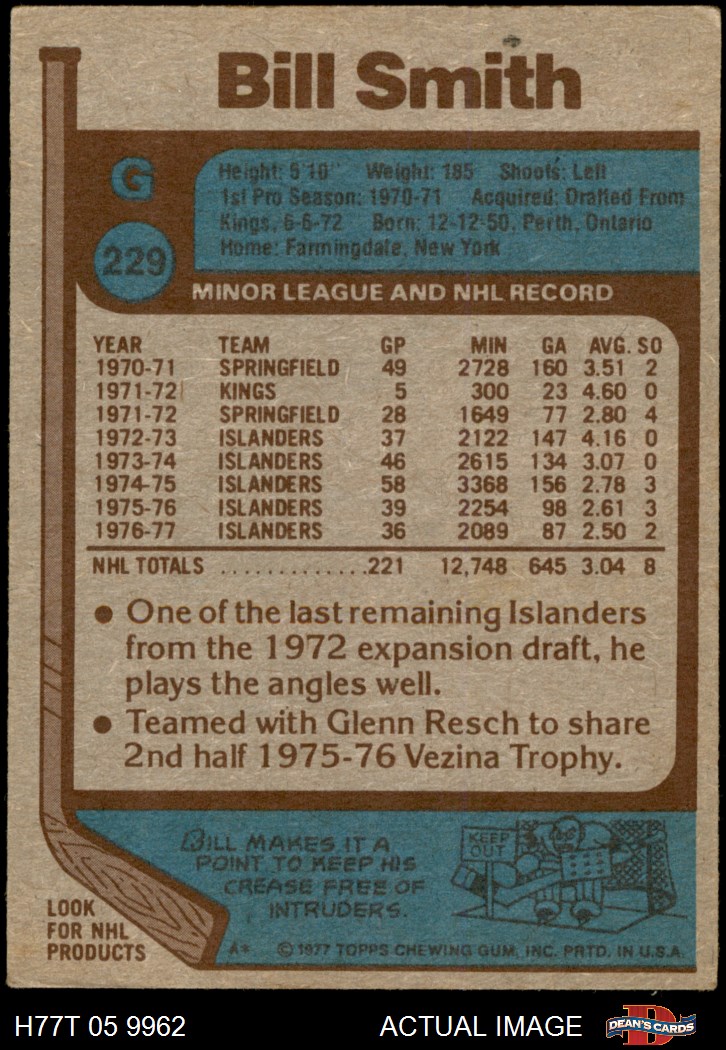 Bill Smith
G
229
Height: 5'10" Weight: 185 Shoots: Left
1st Pro Season: 1970-71 Acquired: Drafted From
Kings, 6-6-72 Born: 12-12-50, Perth, Ontario
Home: Farmingdale, New York
MINOR LEAGUE AND NHL RECORD
YEAR TEAM GP MIN GA AVG. SO
1970-71 SPRINGFIELD 49 2728 160 3.51 2
1971-72 KINGS 5 300 23 4.60 0
1971-72 SPRINGFIELD 28 1649 77 2.80 4
1972-73 ISLANDERS 37 2122 147 4.16 0
1973-74 ISLANDERS 46 2615 134 3.07 0
1974-75 ISLANDERS 58 3368 156 2.78 3
1975-76 ISLANDERS 39 2254 98 2.61 3
1976-77 ISLANDERS 36 2089 87 2.50 2
NHL TOTALS .............221 12,748 645 3.04 8
• One of the last remaining Islanders
from the 1972 expansion draft, he
plays the angles well.
• Teamed with Glenn Resch to share
2nd half 1975-76 Vezina Trophy.
BILL MAKES IT A
POINT TO KEEP HIS
CREASE FREE OF
INTRUDERS.
KEEP
OUT
LOOK
FOR NHL
PRODUCTS
A* © 1977 TOPPS CHEWING GUM, INC. PRTD. IN U.S.A.
H77T 05 9962 ACTUAL IMAGE
D
DEAN'S CARDS